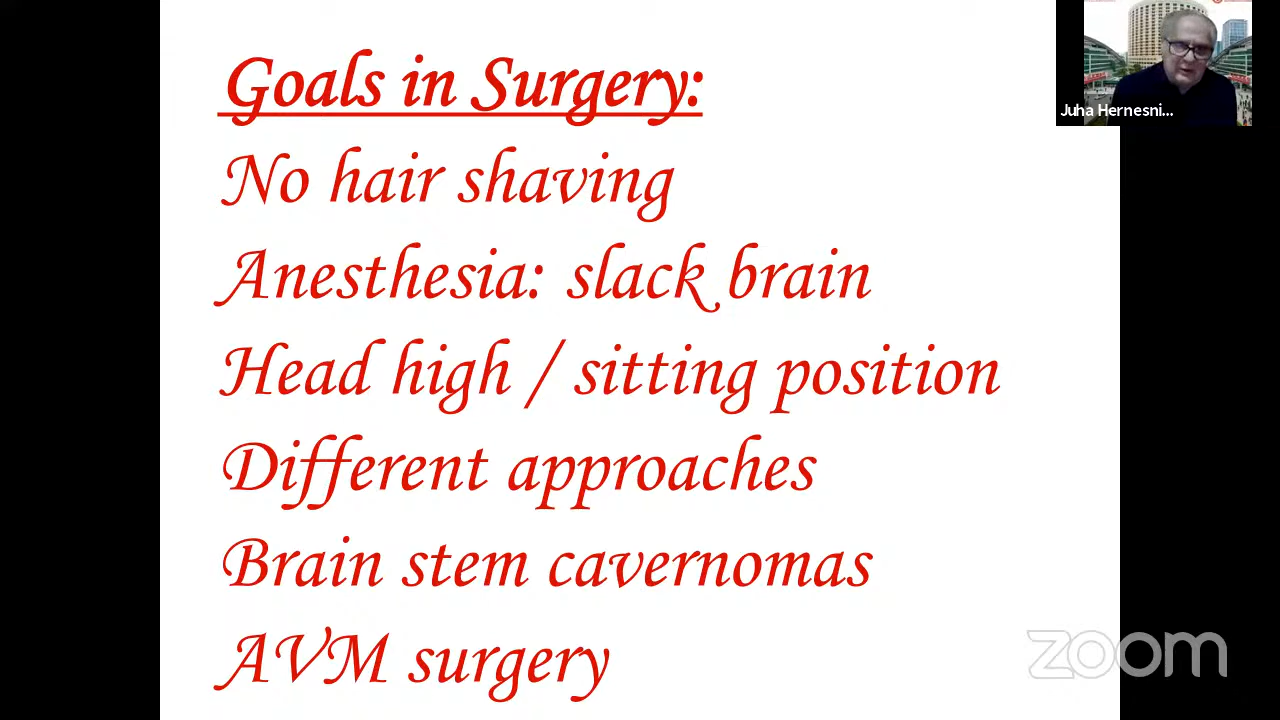 Goals in Surgery:
No hair shaving
Anesthesia: slack brain
Head high / sitting position
Different approaches
Brain stem cavernomas
AVM surgery
Juha Hernesni...
zoom